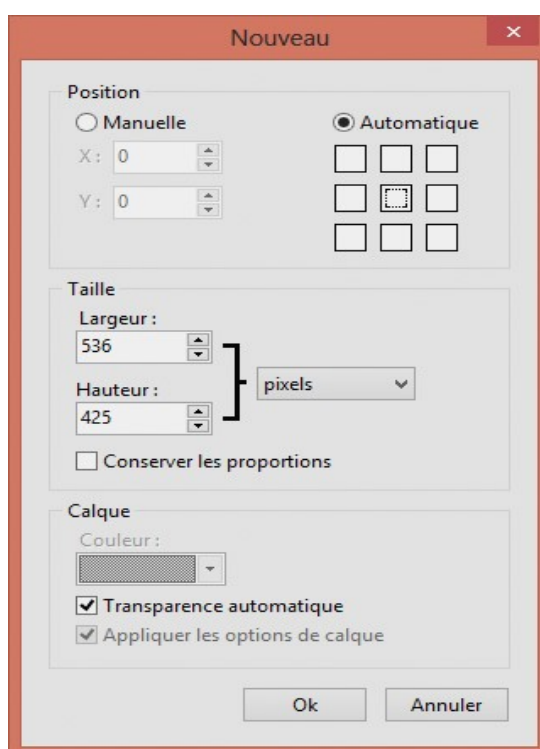 Nouveau
Position
Manuelle
Automatique
X : 0
Y : 0
Taille
Largeur :
536
Hauteur :
425
pixels
Conserver les proportions
Calque
Couleur :
Transparence automatique
Appliquer les options de calque
Ok Annuler